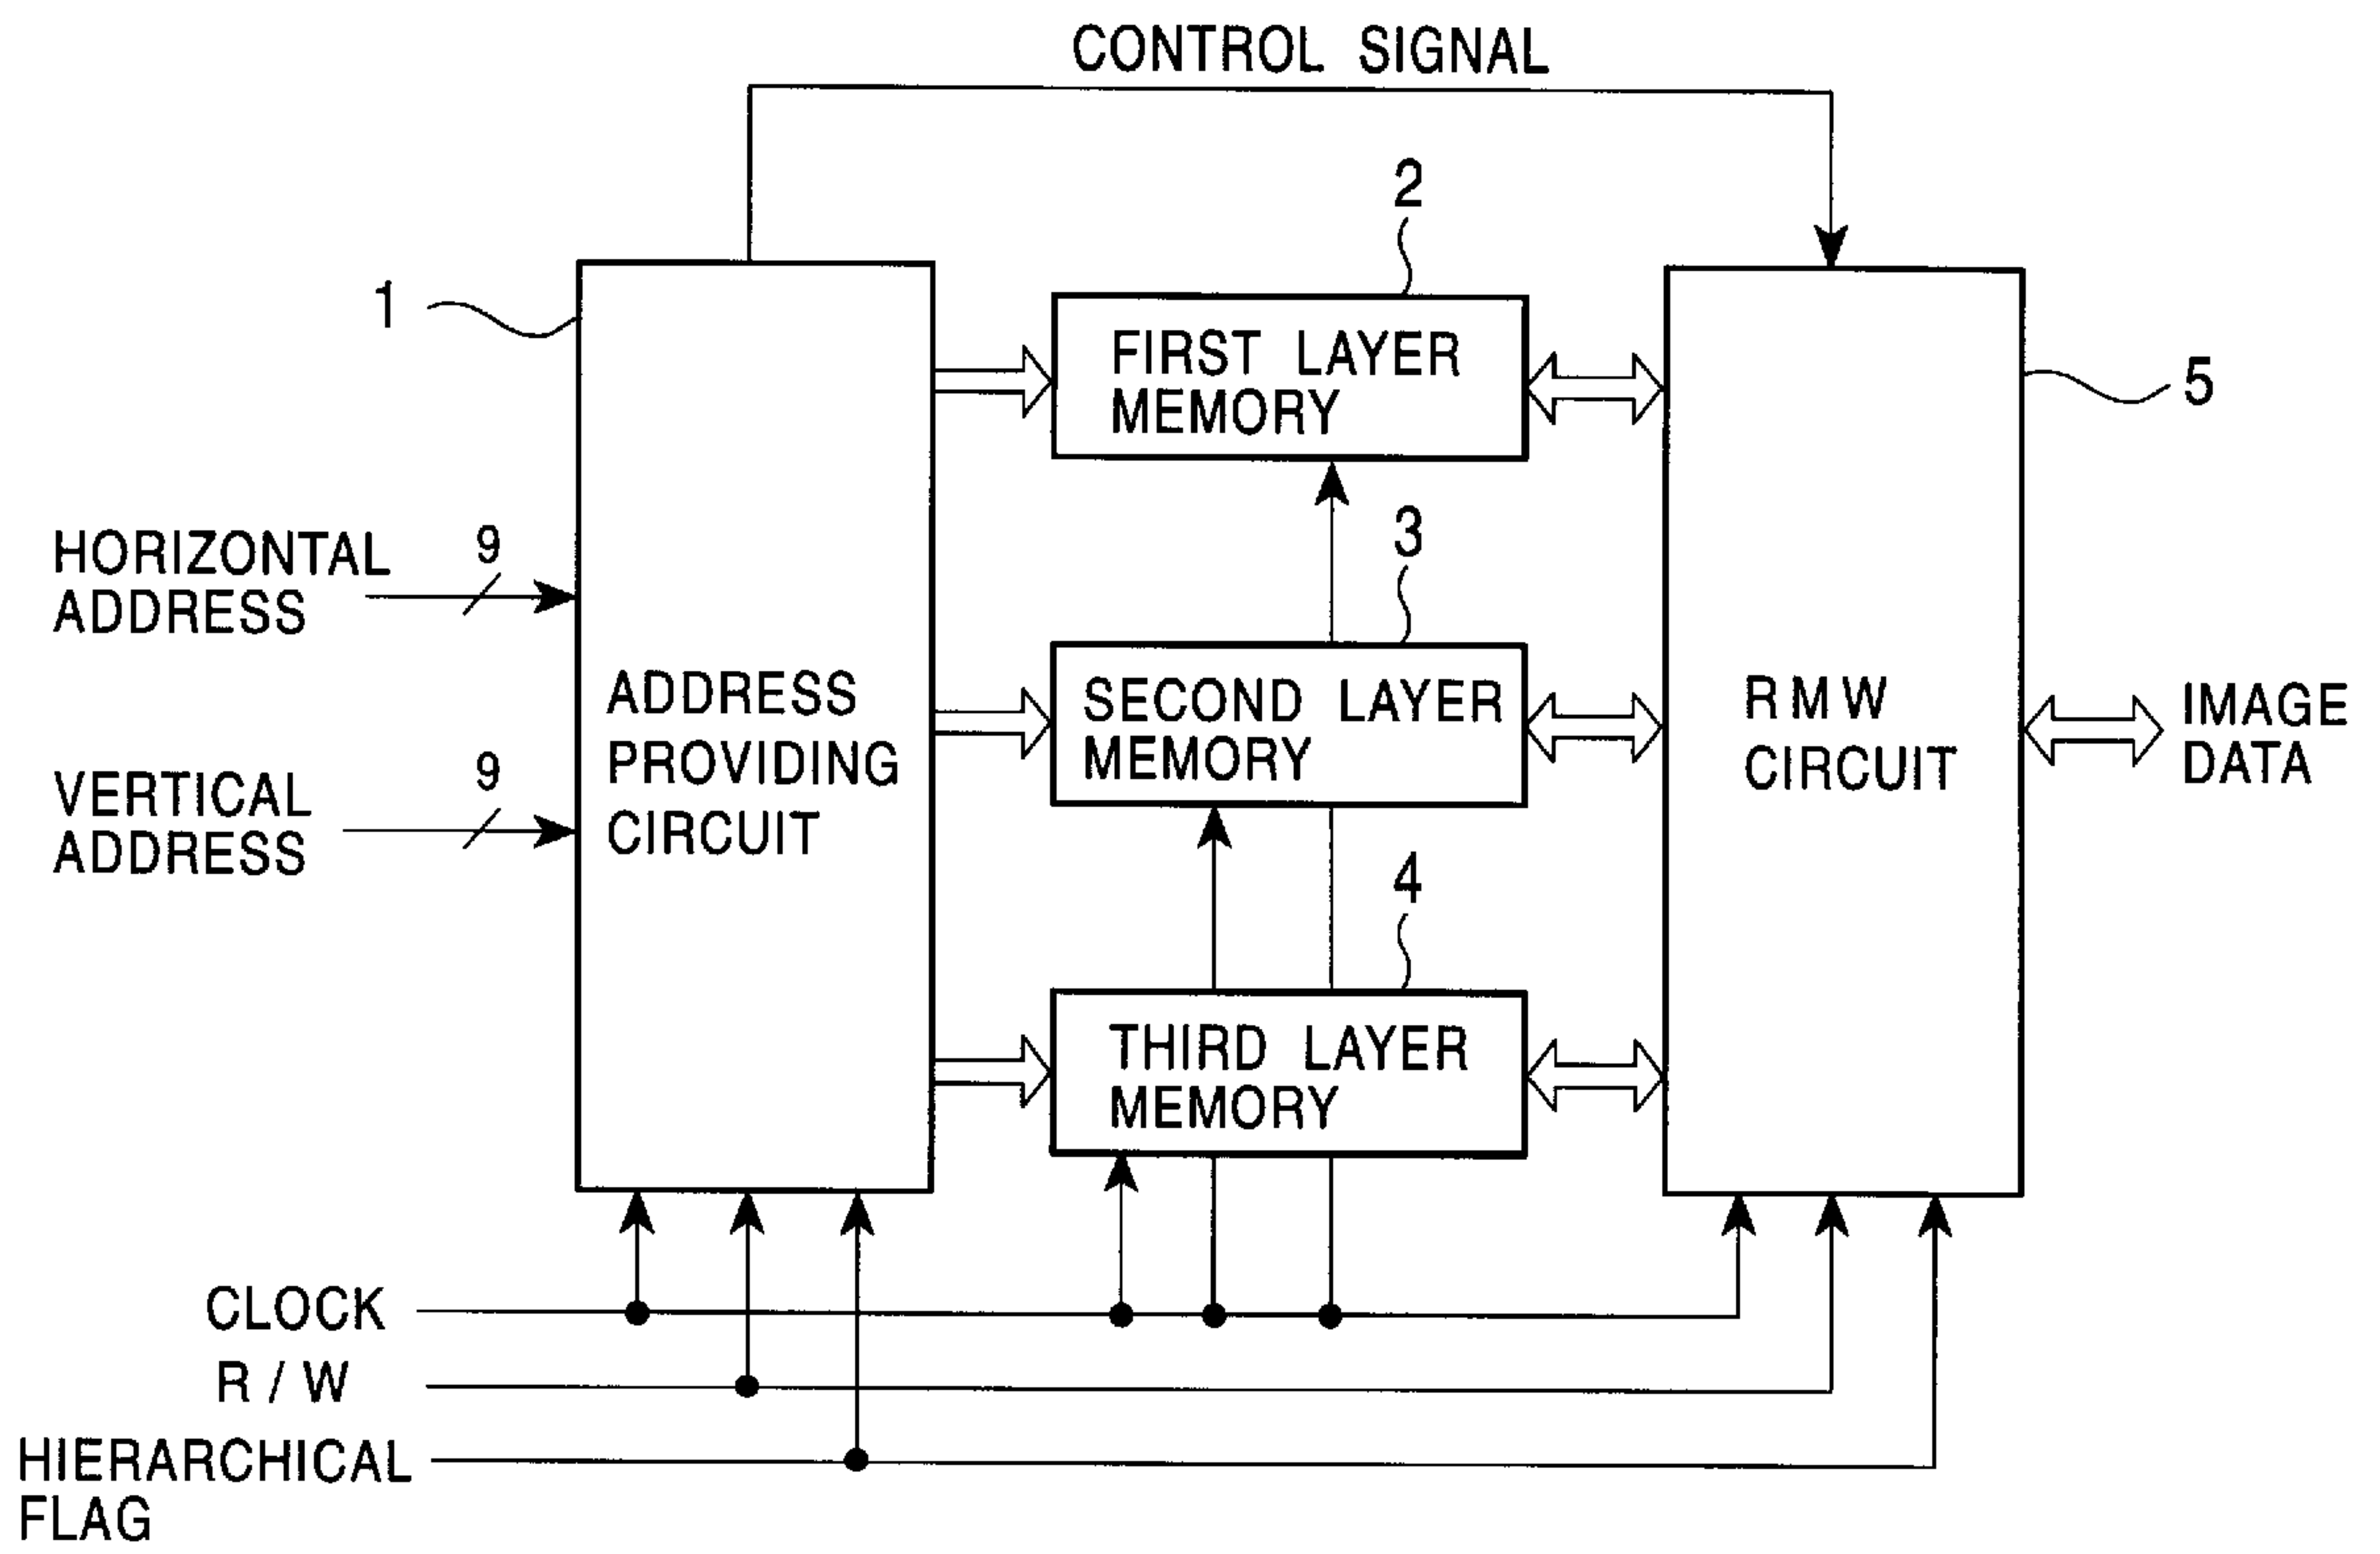 CONTROL SIGNAL
2
1
FIRST LAYER
MEMORY
5
3
HORIZONTAL
ADDRESS
9
ADDRESS
PROVIDING
CIRCUIT
SECOND LAYER
MEMORY
RMW
CIRCUIT
IMAGE
DATA
VERTICAL
ADDRESS
9
4
THIRD LAYER
MEMORY
CLOCK
R / W
HIERARCHICAL
FLAG